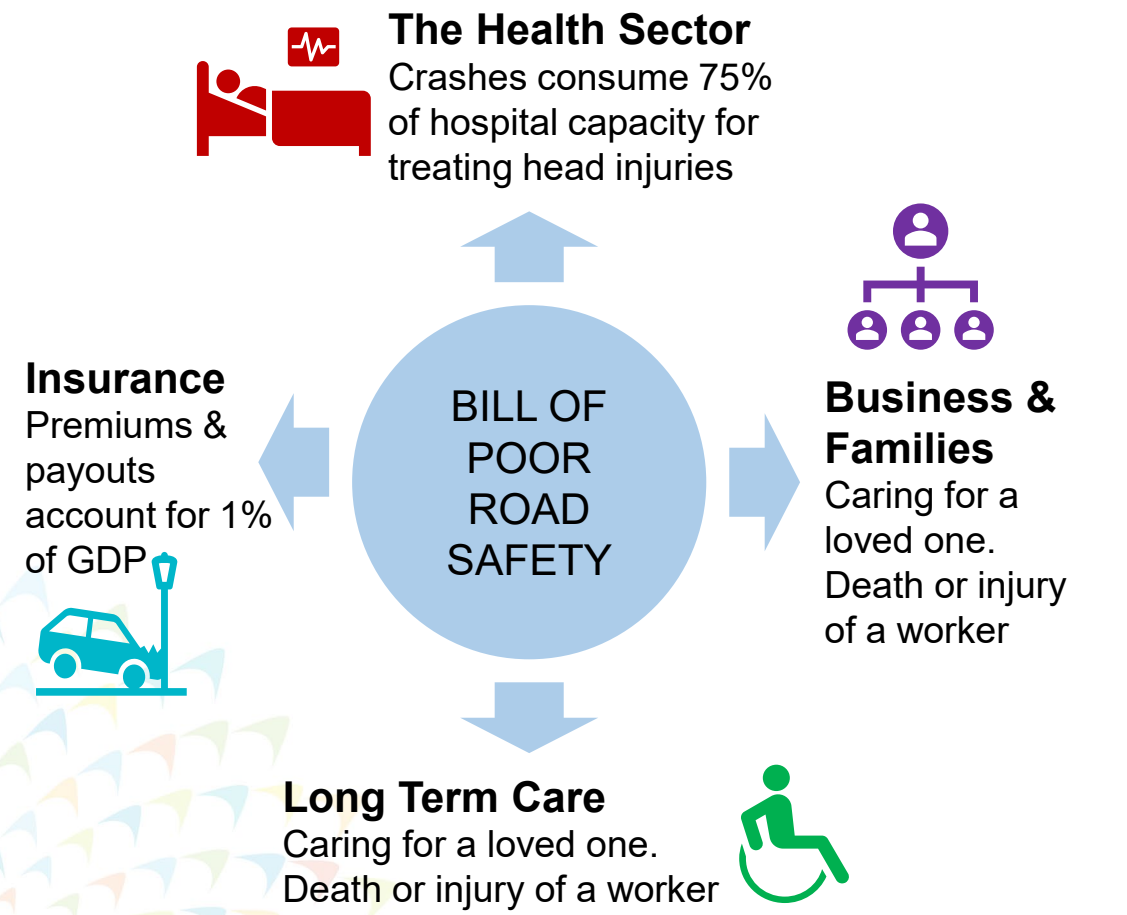 The Health Sector
Crashes consume 75%
of hospital capacity for
treating head injuries
Insurance
Premiums &
payouts
account for 1%
of GDP
BILL OF
POOR
ROAD
SAFETY
Business &
Families
Caring for a
loved one.
Death or injury
of a worker
Long Term Care
Caring for a loved one.
Death or injury of a worker